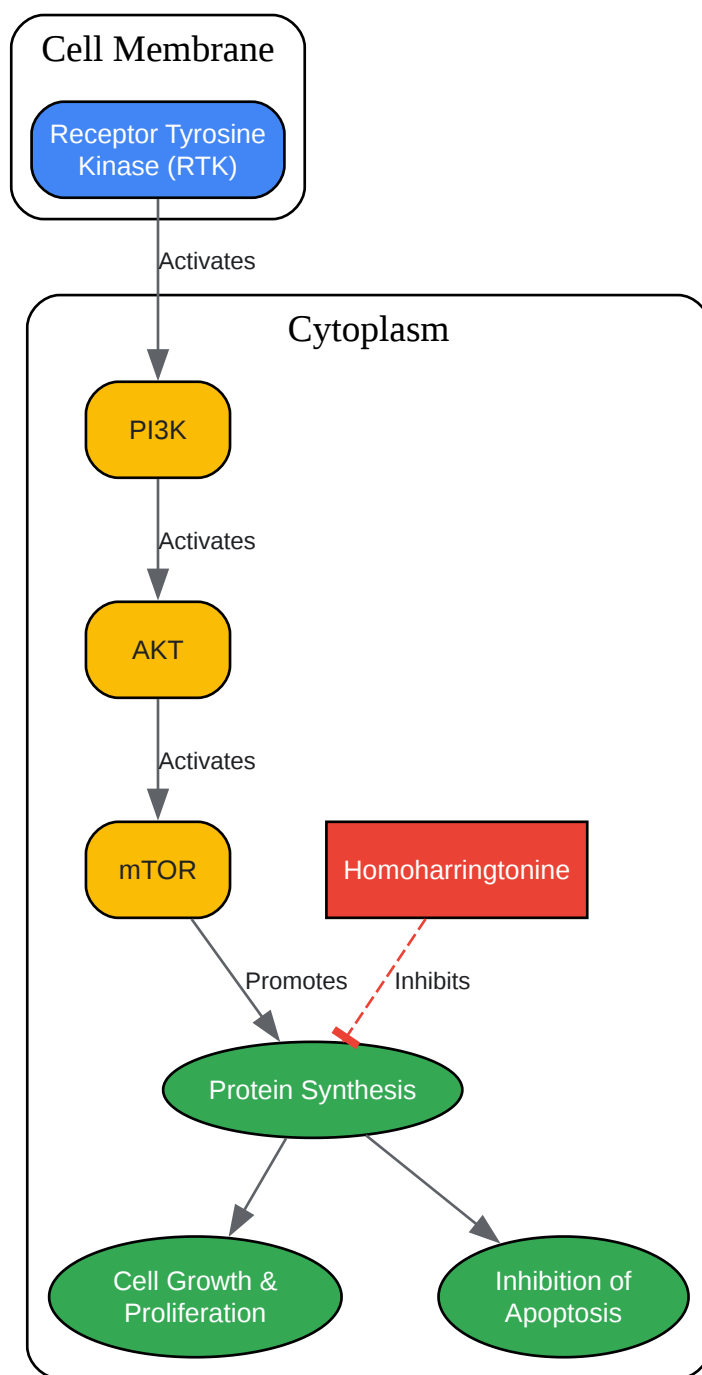 Cell Membrane
Receptor Tyrosine
Kinase (RTK)
Activates
Cytoplasm
PI3K
Activates
AKT
Activates
mTOR
Homoharringtonine
Promotes
Inhibits
Protein Synthesis
Cell Growth &
Proliferation
Inhibition of
Apoptosis